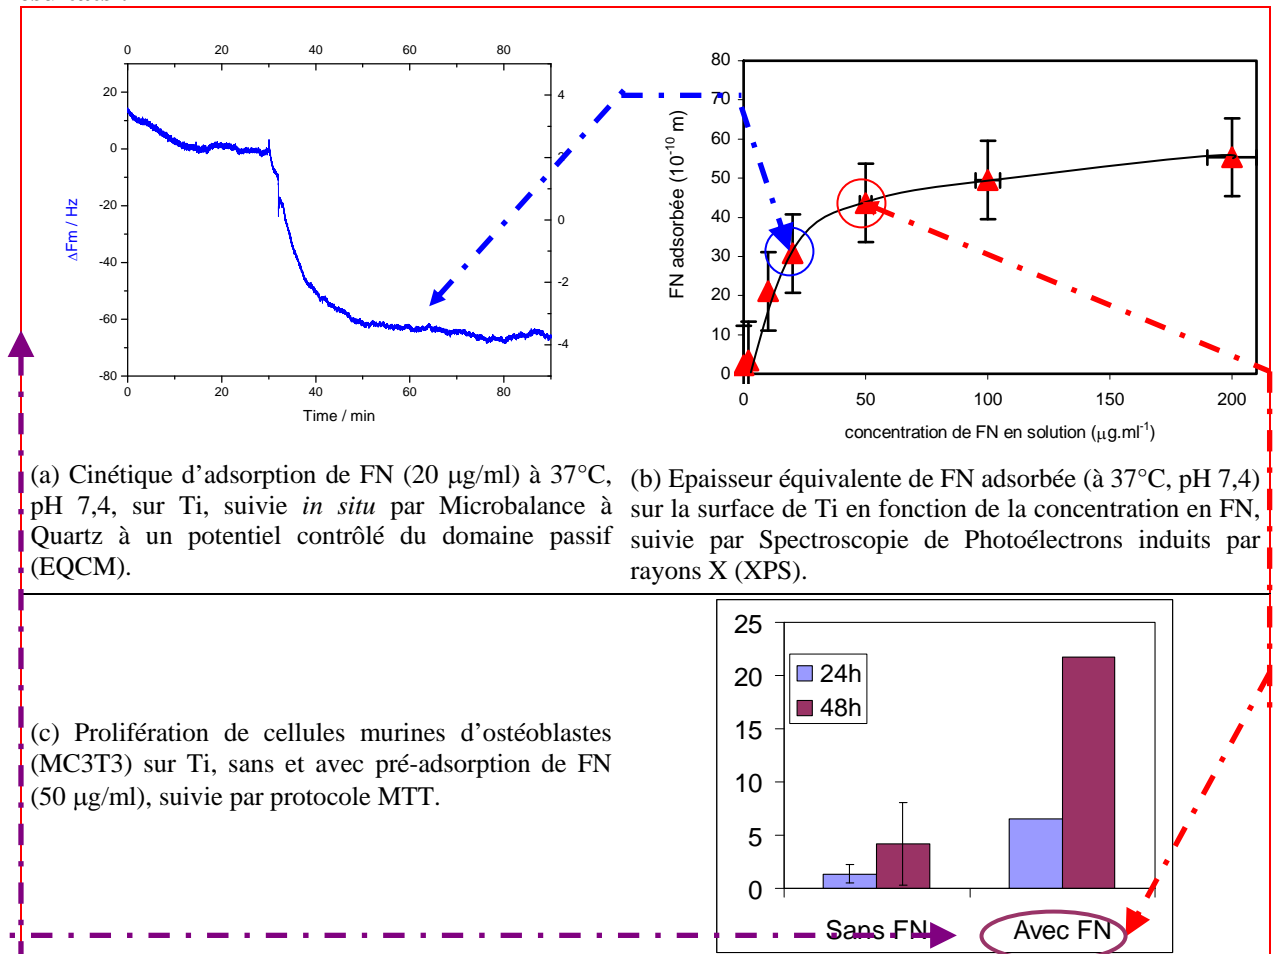 0 20 40 60 80
20
0
-20
-40
-60
-80
4
2
0
-2
-4
ΔFm / Hz
0 20 40 60 80
Time / min
80
70
60
50
40
30
20
10
0
FN adsorbée (10⁻¹⁰ m)
0 50 100 150 200
concentration de FN en solution (μg.ml⁻¹)
(a) Cinétique d'adsorption de FN (20 μg/ml) à 37°C,
pH 7,4, sur Ti, suivie in situ par Microbalance à
Quartz à un potentiel contrôlé du domaine passif
(EQCM).
(b) Epaisseur équivalente de FN adsorbée (à 37°C, pH 7,4)
sur la surface de Ti en fonction de la concentration en FN,
suivie par Spectroscopie de Photoélectrons induits par
rayons X (XPS).
(c) Prolifération de cellules murines d'ostéoblastes
(MC3T3) sur Ti, sans et avec pré-adsorption de FN
(50 μg/ml), suivie par protocole MTT.
25
20
15
10
5
0
24h
48h
Sans FN Avec FN